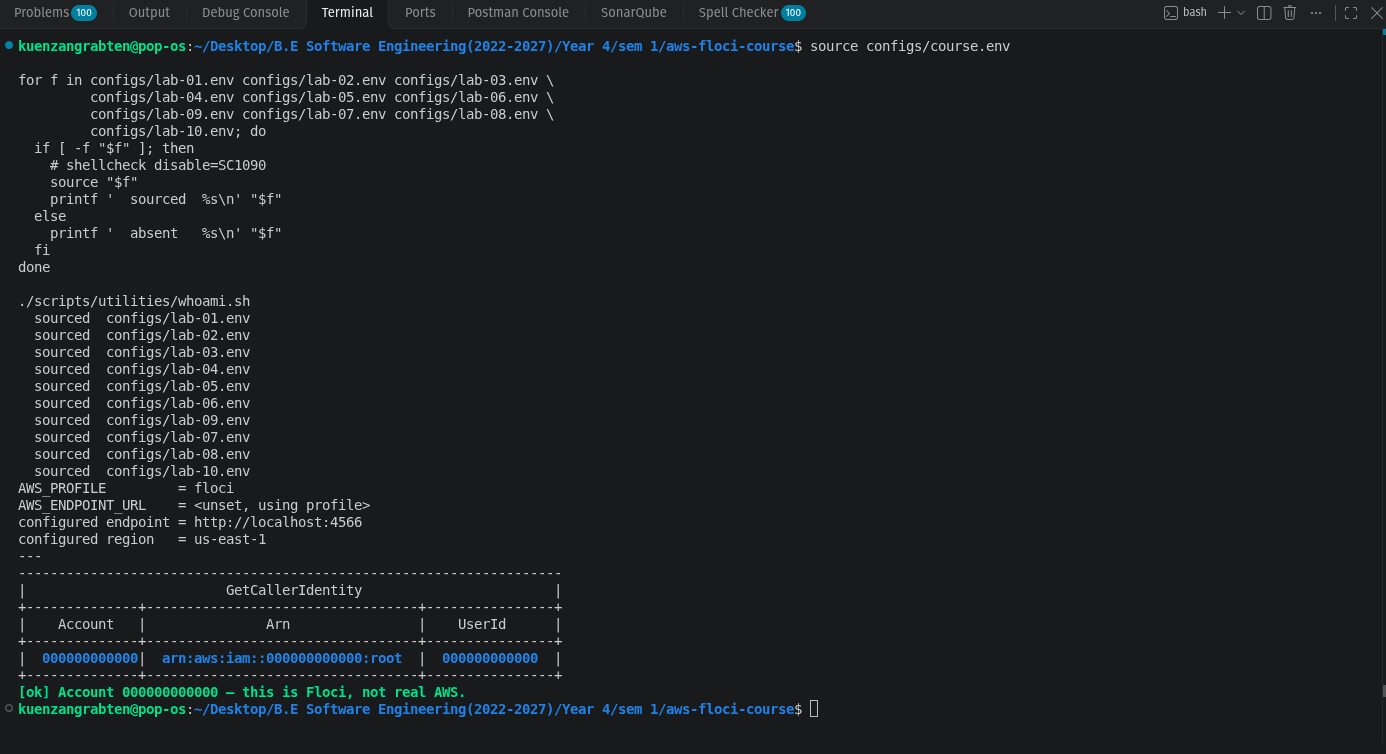 Problems 100 Output Debug Console Terminal Ports Postman Console SonarQube Spell Checker 100 bash
kuenzangrabten@pop-os:~/Desktop/B.E Software Engineering(2022-2027)/Year 4/sem 1/aws-floci-course$ source configs/course.env

for f in configs/lab-01.env configs/lab-02.env configs/lab-03.env \
         configs/lab-04.env configs/lab-05.env configs/lab-06.env \
         configs/lab-09.env configs/lab-07.env configs/lab-08.env \
         configs/lab-10.env; do
  if [ -f "$f" ]; then
    # shellcheck disable=SC1090
    source "$f"
    printf '  sourced  %s\n' "$f"
  else
    printf '  absent   %s\n' "$f"
  fi
done

./scripts/utilities/whoami.sh
  sourced  configs/lab-01.env
  sourced  configs/lab-02.env
  sourced  configs/lab-03.env
  sourced  configs/lab-04.env
  sourced  configs/lab-05.env
  sourced  configs/lab-06.env
  sourced  configs/lab-09.env
  sourced  configs/lab-07.env
  sourced  configs/lab-08.env
  sourced  configs/lab-10.env
AWS_PROFILE         = floci
AWS_ENDPOINT_URL    = <unset, using profile>
configured endpoint = http://localhost:4566
configured region   = us-east-1
---
--------------------------------------------------------------------
|                         GetCallerIdentity                        |
+--------------+----------------------------------+----------------+
|    Account   |               Arn                |    UserId      |
+--------------+----------------------------------+----------------+
|  000000000000|  arn:aws:iam::000000000000:root  |  000000000000  |
+--------------+----------------------------------+----------------+
[ok] Account 000000000000 — this is Floci, not real AWS.
kuenzangrabten@pop-os:~/Desktop/B.E Software Engineering(2022-2027)/Year 4/sem 1/aws-floci-course$